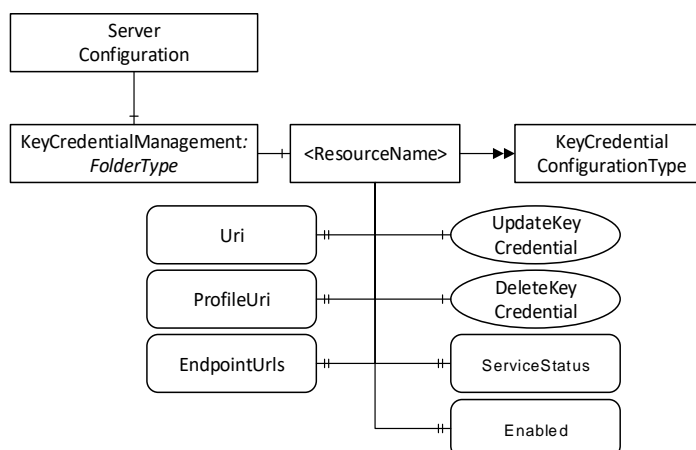 Server
Configuration
KeyCredentialManagement:
FolderType
<ResourceName>
KeyCredential
ConfigurationType
Uri
UpdateKey
Credential
ProfileUri
DeleteKey
Credential
EndpointUrls
ServiceStatus
Enabled